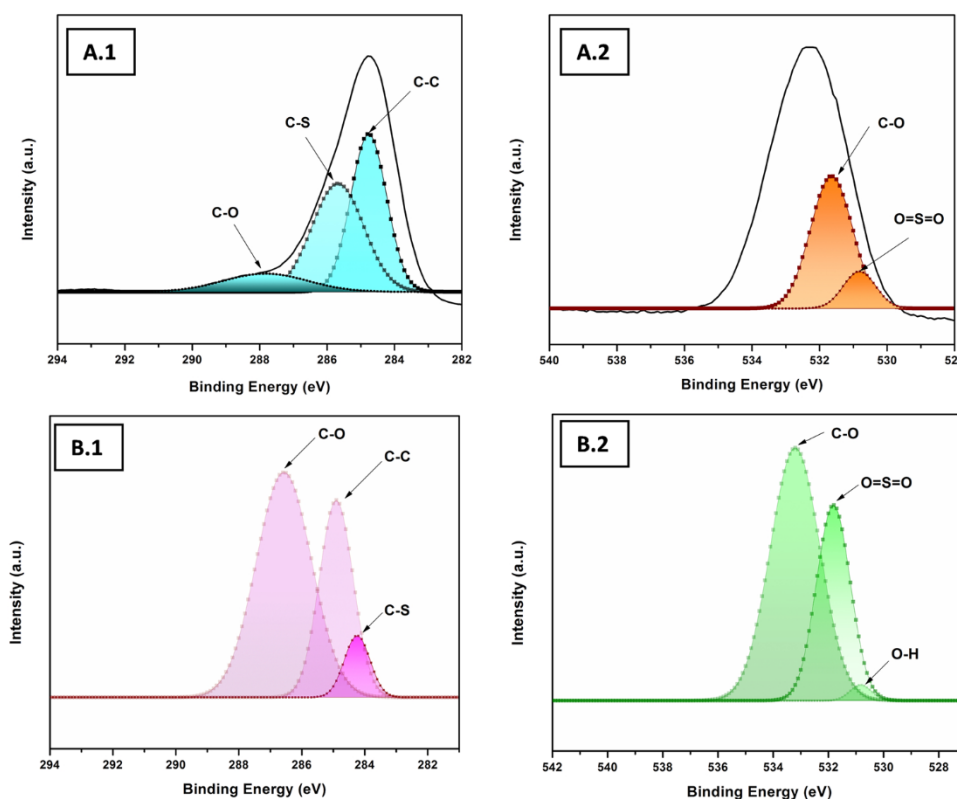 A.1
C-C
C-S
C-O
Intensity (a.u.)
294 292 290 288 286 284 282
Binding Energy (eV)
A.2
C-O
O=S=O
Intensity (a.u.)
540 538 536 534 532 531 530 52
Binding Energy (eV)
B.1
C-O
C-C
C-S
Intensity (a.u.)
294 292 290 288 286 284 282
Binding Energy (eV)
B.2
C-O
O=S=O
O-H
Intensity (a.u.)
542 540 538 536 534 533 532 530 528
Binding Energy (eV)